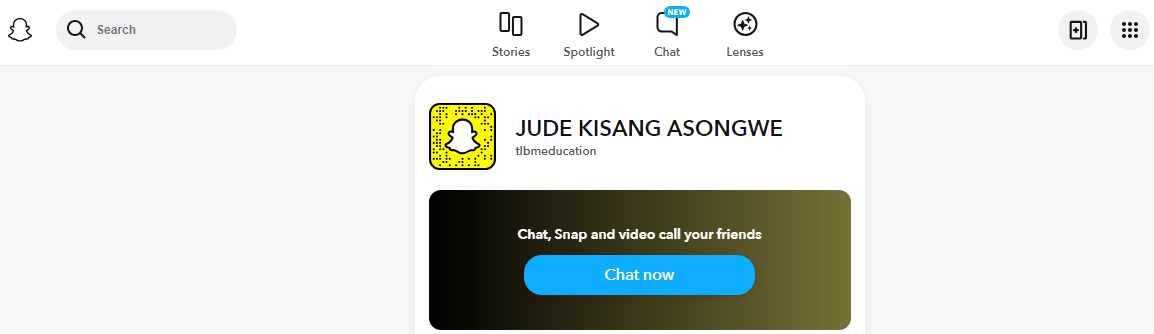 Search
Stories
Spotlight
NEW
Chat
Lenses
JUDE KISANG ASONGWE
tlbmeducation
Chat, Snap and video call your friends
Chat now